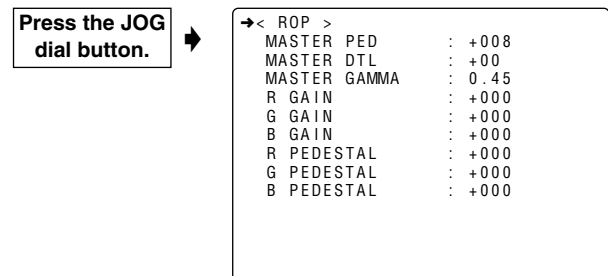 Press the JOG
dial button.
➔< ROP >
MASTER PED : +008
MASTER DTL : +00
MASTER GAMMA : 0.45
R GAIN : +000
G GAIN : +000
B GAIN : +000
R PEDESTAL : +000
G PEDESTAL : +000
B PEDESTAL : +000